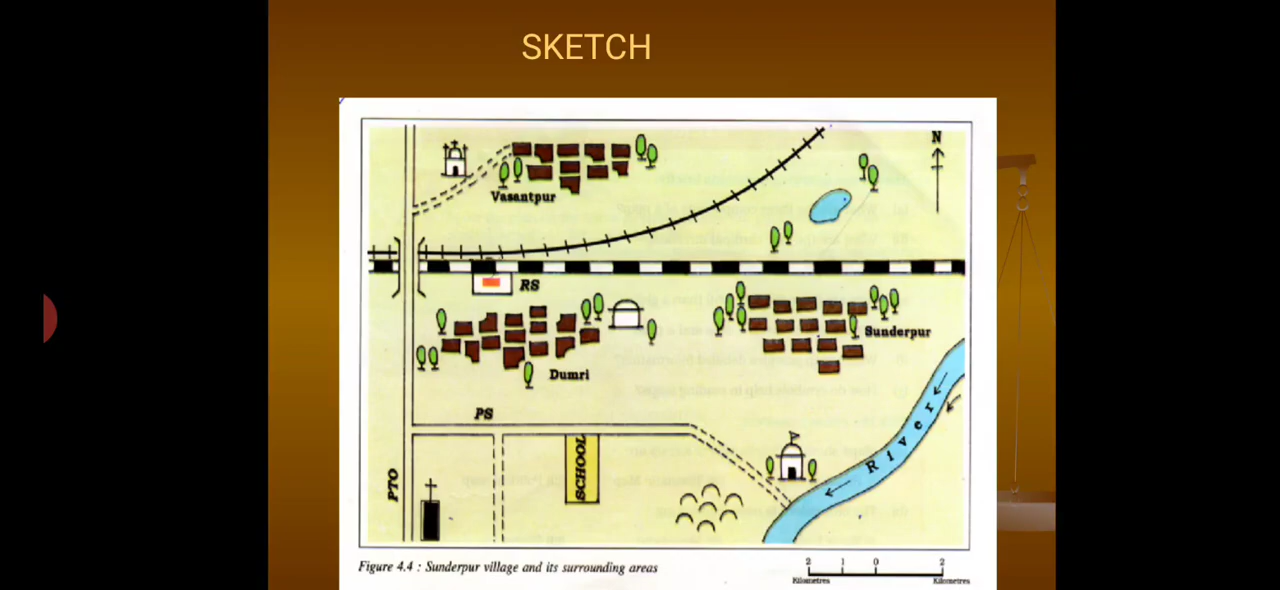 SKETCH
N
Vasantpur
RS
Sunderpur
Dumri
PS
River
SCHOOL
PTO
Figure 4.4 : Sunderpur village and its surrounding areas
2 1 0 2
Kilometres Kilometres